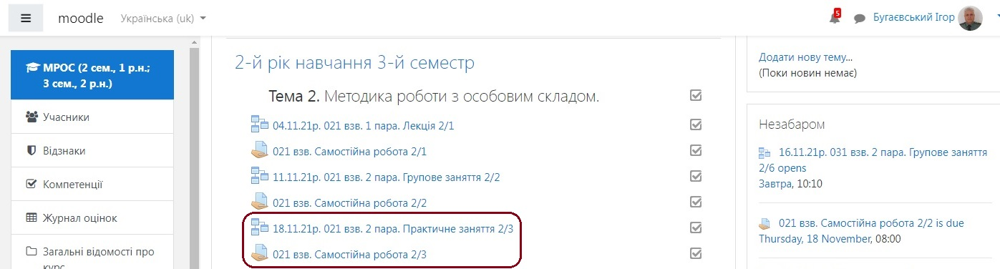 moodle Українська (uk)
5
Бугаєвський Ігор
МРОС (2 сем., 1 р.н.;
3 сем., 2 р.н.)
Учасники
Відзнаки
Компетенції
Журнал оцінок
Загальні відомості про
курс
2-й рік навчання 3-й семестр
Тема 2. Методика роботи з особовим складом.
04.11.21р. 021 взв. 1 пара. Лекція 2/1
021 взв. Самостійна робота 2/1
11.11.21р. 021 взв. 2 пара. Групове заняття 2/2
021 взв. Самостійна робота 2/2
18.11.21р. 021 взв. 2 пара. Практичне заняття 2/3
021 взв. Самостійна робота 2/3
Додати нову тему...
(Поки новин немає)
Незабаром
16.11.21р. 031 взв. 2 пара. Групове заняття
2/6 opens
Завтра, 10:10
021 взв. Самостійна робота 2/2 is due
Thursday, 18 November, 08:00